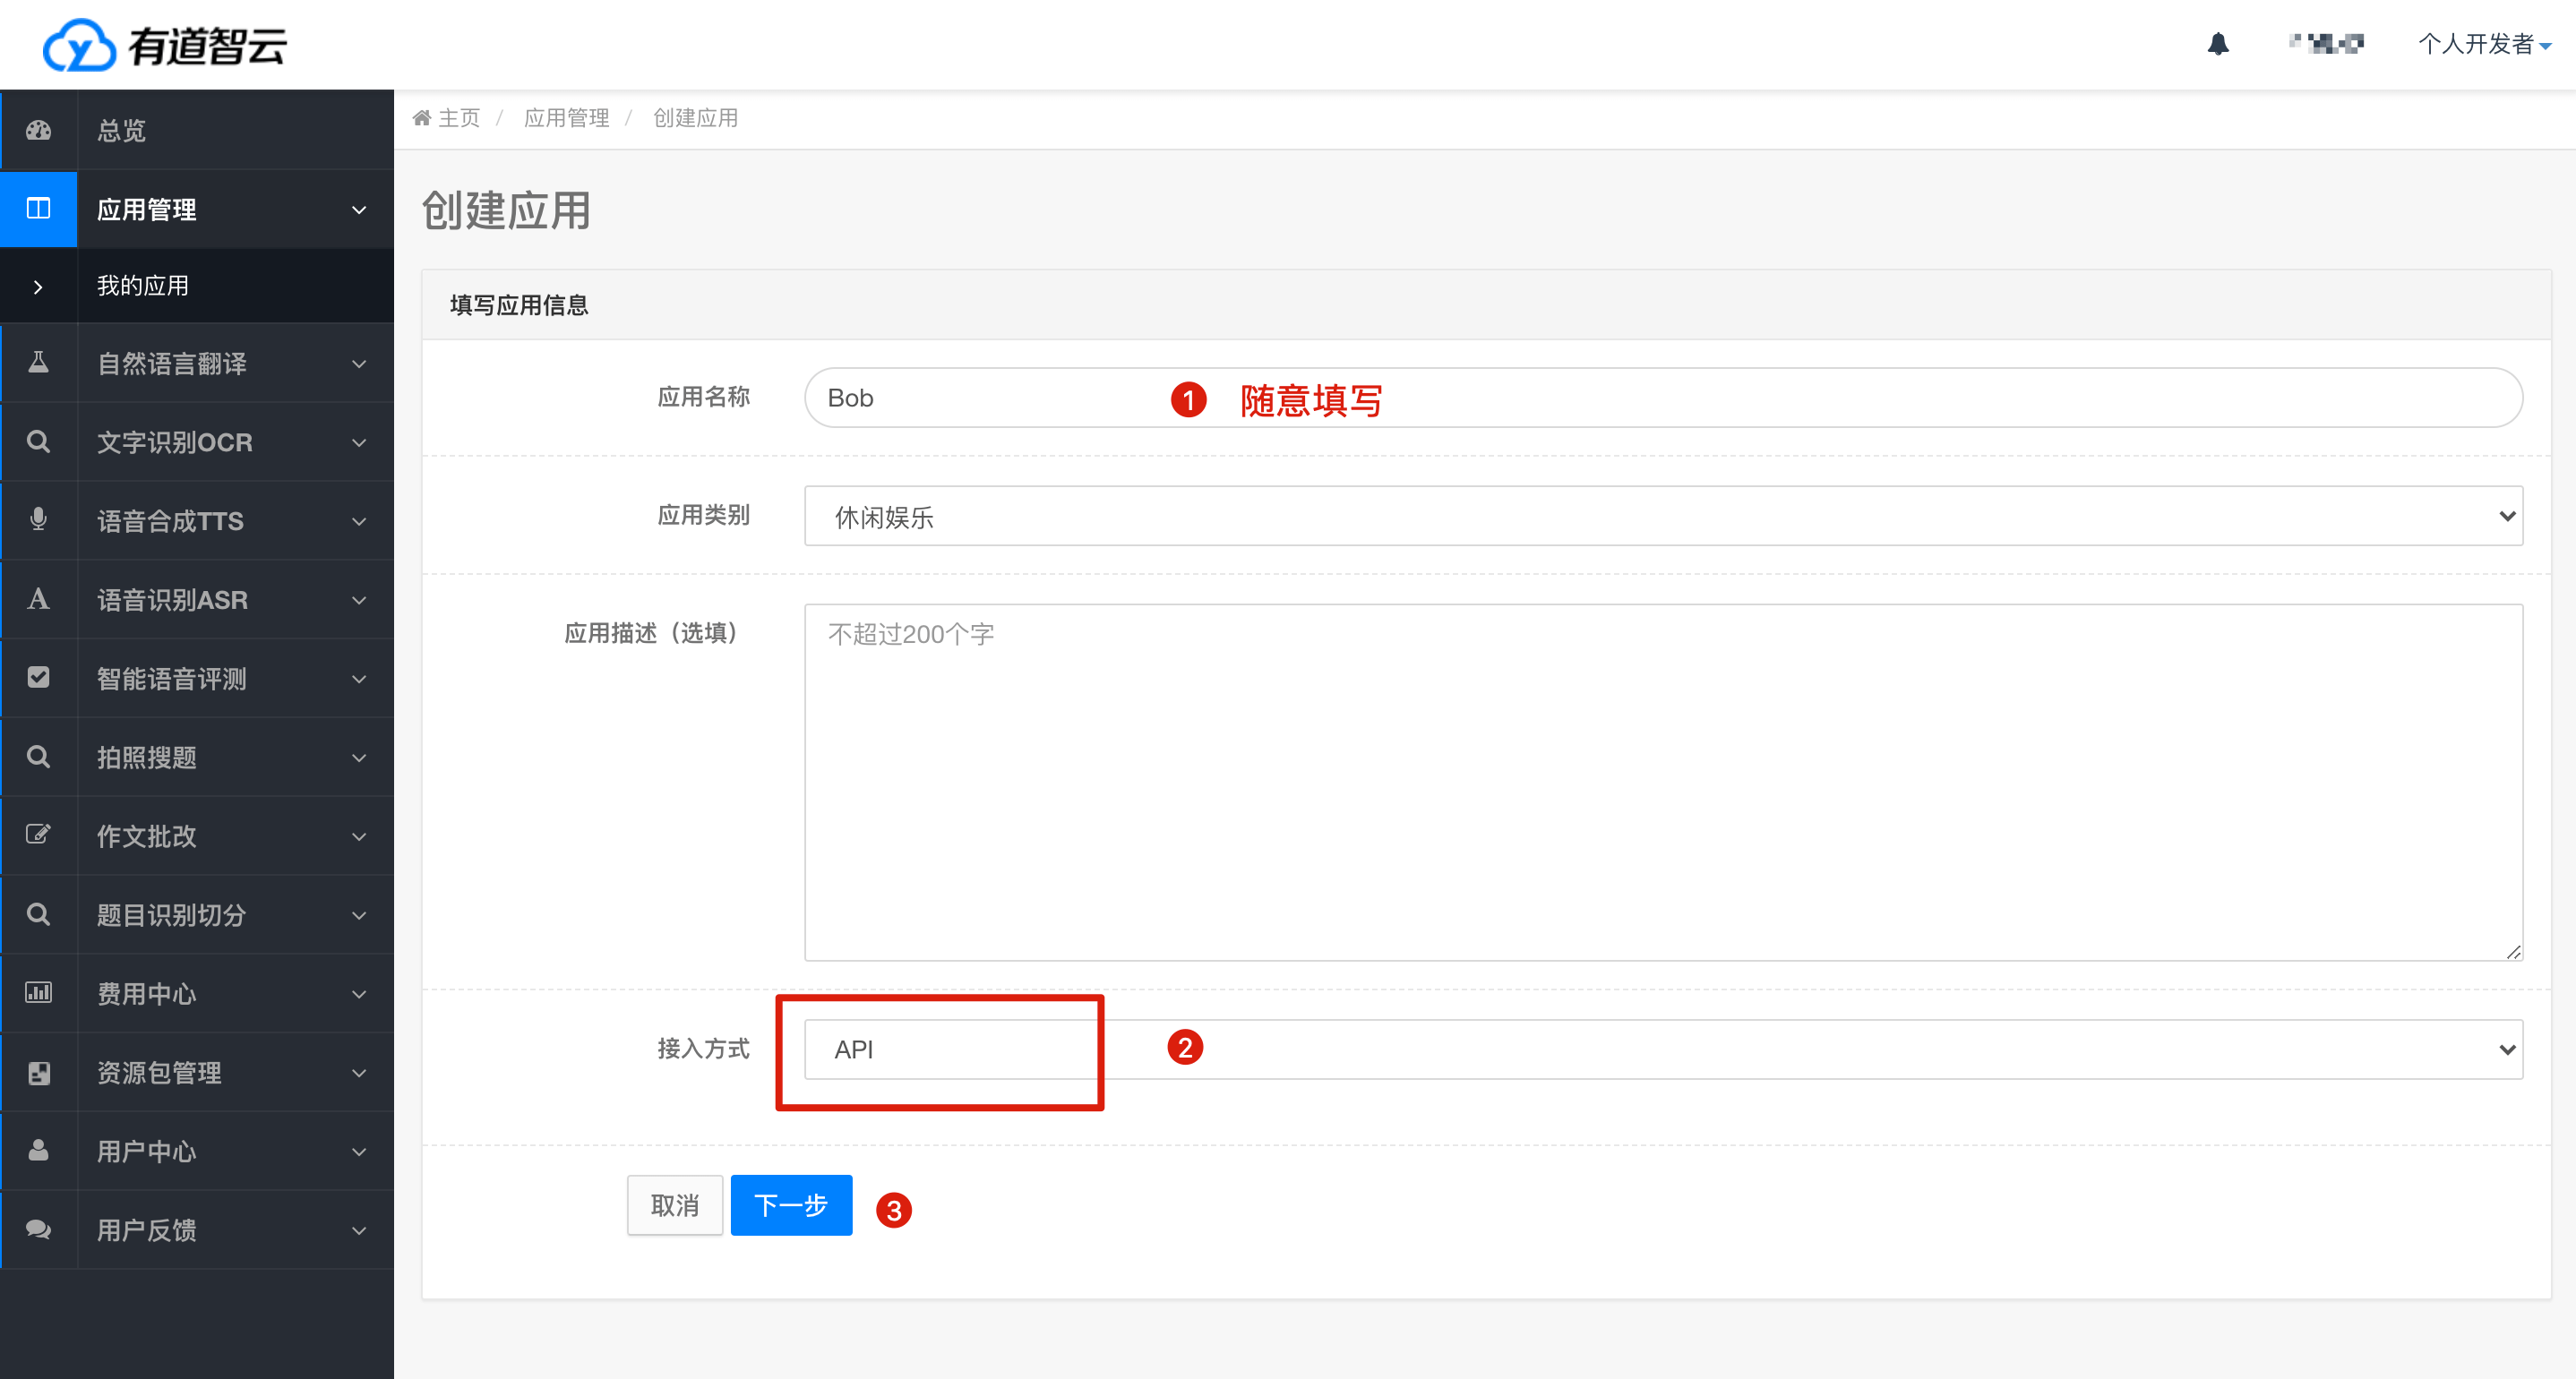 有道智云
个人开发者
总览
应用管理
我的应用
自然语言翻译
文字识别OCR
语音合成TTS
语音识别ASR
智能语音评测
拍照搜题
作文批改
题目识别切分
费用中心
资源包管理
用户中心
用户反馈
主页 / 应用管理 / 创建应用
创建应用
填写应用信息
应用名称 Bob 1 随意填写
应用类别 休闲娱乐
应用描述（选填） 不超过200个字
接入方式 API 2
取消 下一步 3